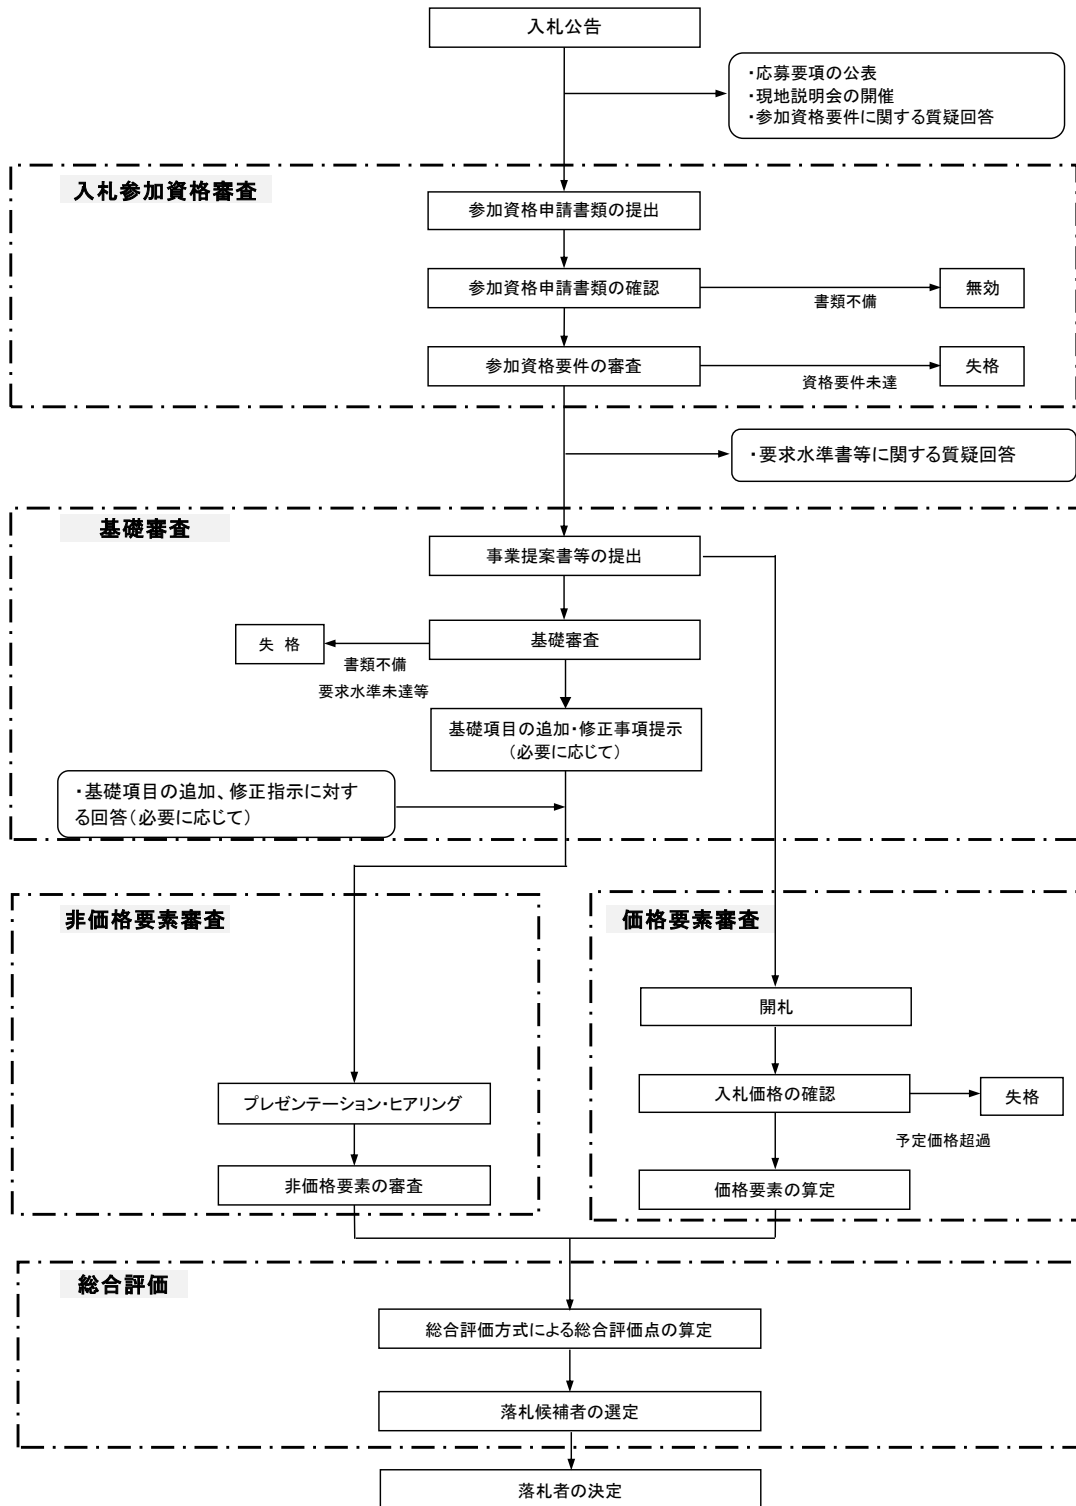 入札公告
・応募要項の公表
・現地説明会の開催
・参加資格要件に関する質疑回答
入札参加資格審査
参加資格申請書類の提出
参加資格申請書類の確認
書類不備
無効
参加資格要件の審査
資格要件未達
失格
・要求水準書等に関する質疑回答
基礎審査
事業提案書等の提出
基礎審査
失 格
書類不備
要求水準未達等
基礎項目の追加・修正事項提示
(必要に応じて)
・基礎項目の追加、修正指示に対す
る回答(必要に応じて)
非価格要素審査
価格要素審査
開札
入札価格の確認
失格
予定価格超過
プレゼンテーション・ヒアリング
非価格要素の審査
価格要素の算定
総合評価
総合評価方式による総合評価点の算定
落札候補者の選定
落札者の決定